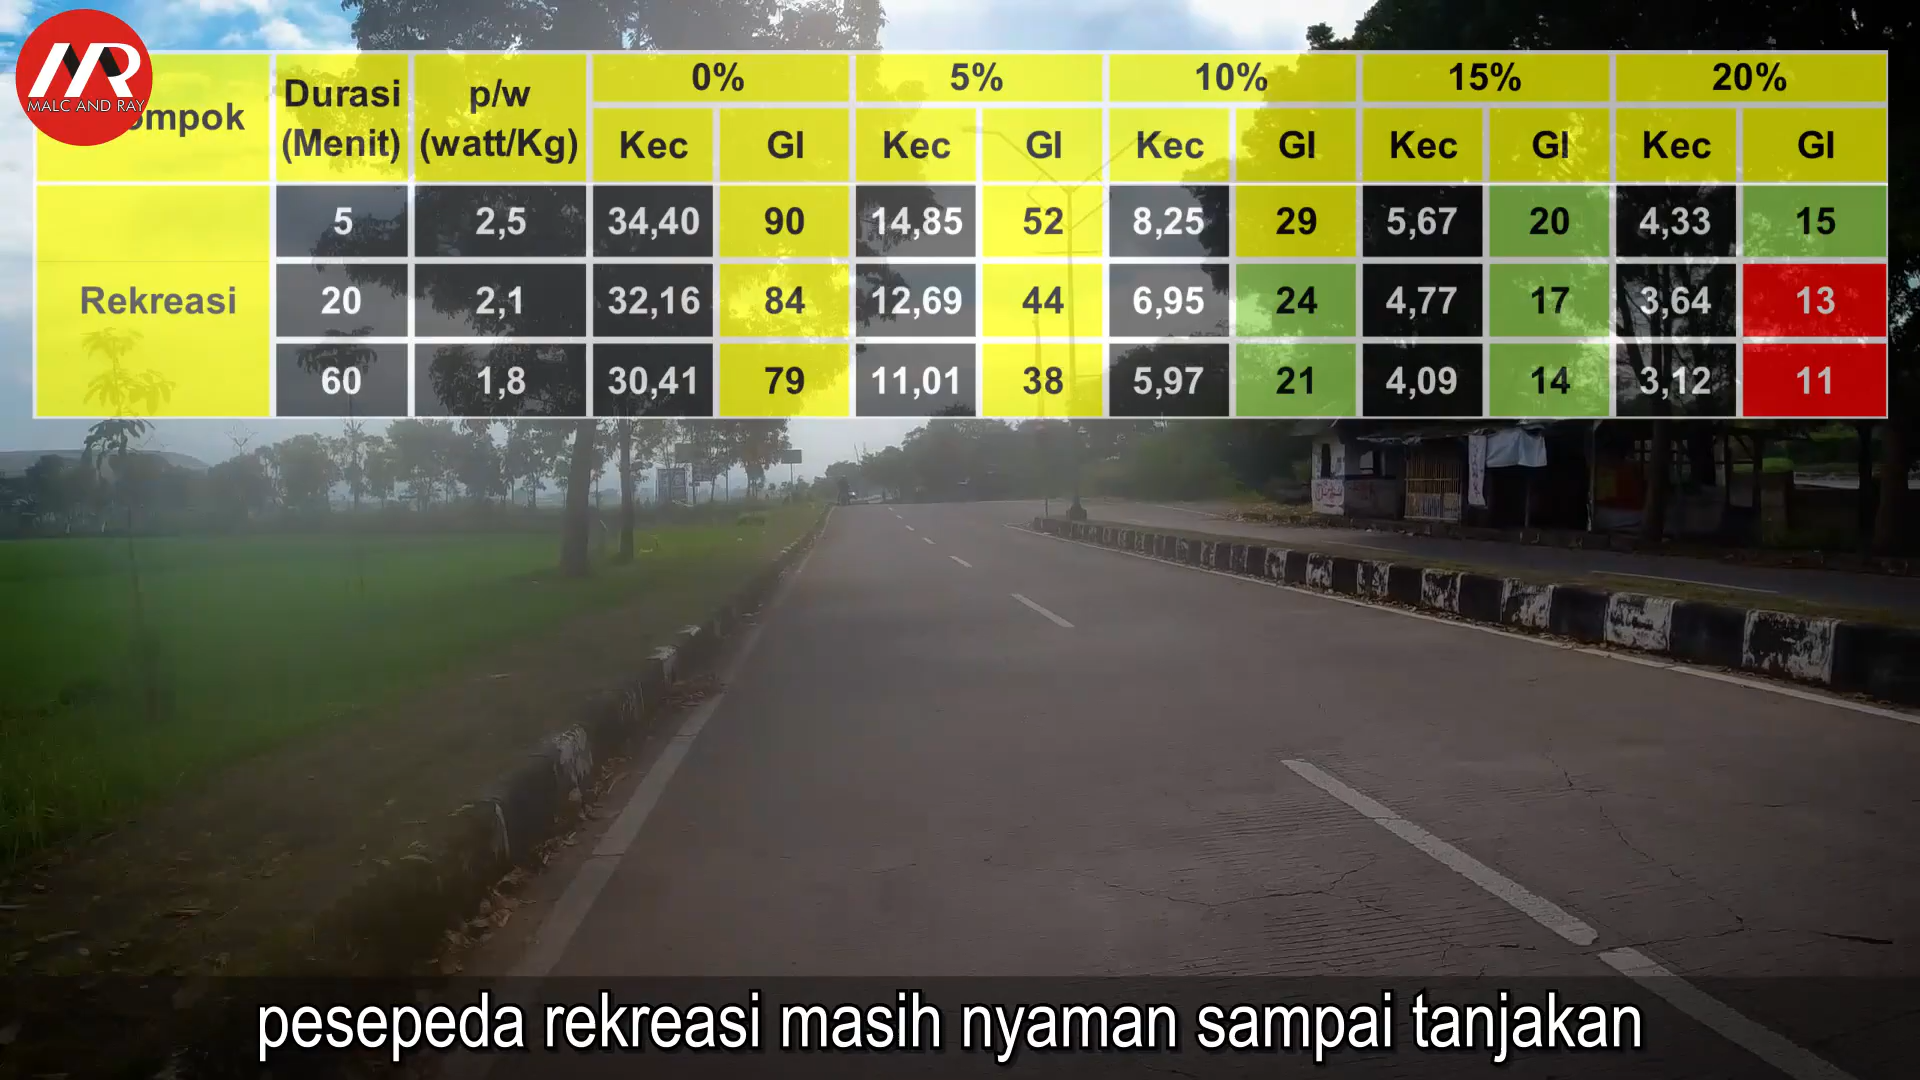 MR
MALC AND RAY
ompok Durasi (Menit) p/w (watt/Kg) 0% 5% 10% 15% 20%
Kec GI Kec GI Kec GI Kec GI Kec GI
5 2,5 34,40 90 14,85 52 8,25 29 5,67 20 4,33 15
Rekreasi 20 2,1 32,16 84 12,69 44 6,95 24 4,77 17 3,64 13
60 1,8 30,41 79 11,01 38 5,97 21 4,09 14 3,12 11
pesepeda rekreasi masih nyaman sampai tanjakan